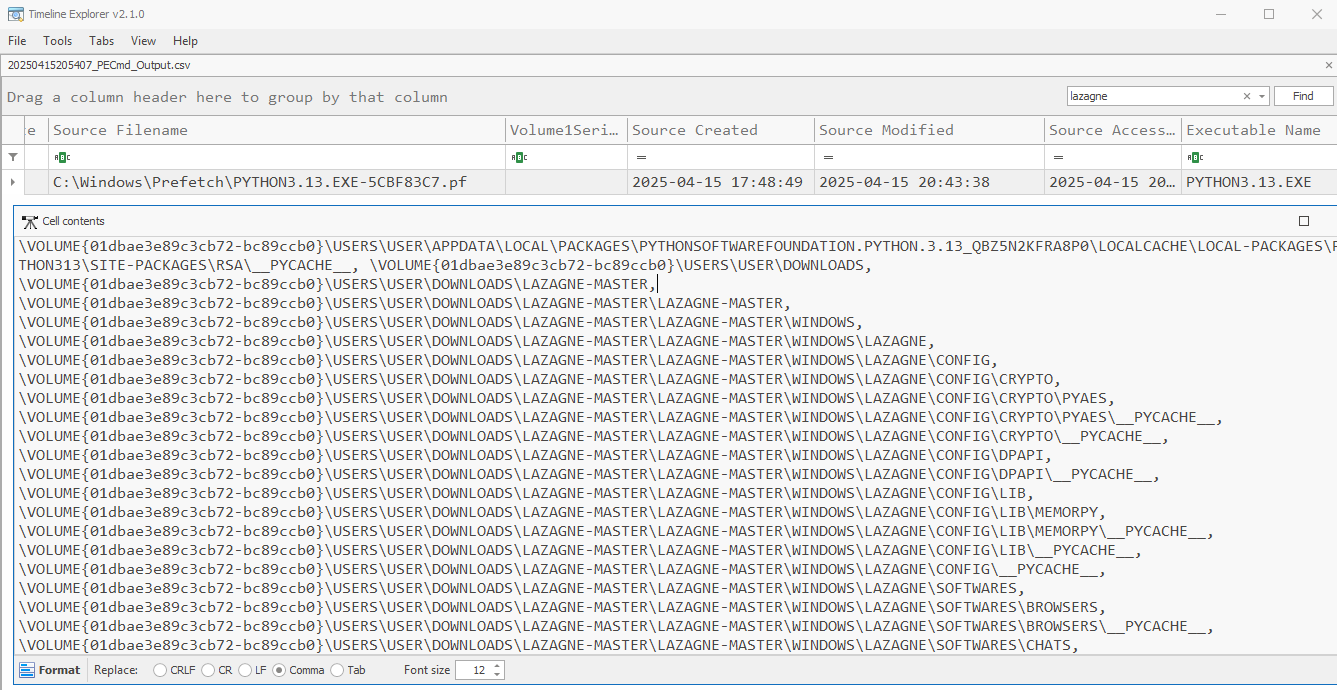 Timeline Explorer v2.1.0
File Tools Tabs View Help
20250415205407_PECmd_Output.csv
Drag a column header here to group by that column
lazagne
Find
Source Filename Volume1Seri... Source Created Source Modified Source Access... Executable Name
C:\Windows\Prefetch\PYTHON3.13.EXE-5CBF83C7.pf 2025-04-15 17:48:49 2025-04-15 20:43:38 2025-04-15 20... PYTHON3.13.EXE
Cell contents
\VOLUME{01dbae3e89c3cb72-bc89ccb0}\USERS\USER\APPDATA\LOCAL\PACKAGES\PYTHONSOFTWAREFOUNDATION.PYTHON.3.13_QBZ5N2KFRA8P0\LOCALCACHE\LOCAL-PACKAGES\
THON313\SITE-PACKAGES\RSA\__PYCACHE__, \VOLUME{01dbae3e89c3cb72-bc89ccb0}\USERS\USER\DOWNLOADS,
\VOLUME{01dbae3e89c3cb72-bc89ccb0}\USERS\USER\DOWNLOADS\LAZAGNE-MASTER,
\VOLUME{01dbae3e89c3cb72-bc89ccb0}\USERS\USER\DOWNLOADS\LAZAGNE-MASTER\LAZAGNE-MASTER,
\VOLUME{01dbae3e89c3cb72-bc89ccb0}\USERS\USER\DOWNLOADS\LAZAGNE-MASTER\LAZAGNE-MASTER\WINDOWS,
\VOLUME{01dbae3e89c3cb72-bc89ccb0}\USERS\USER\DOWNLOADS\LAZAGNE-MASTER\LAZAGNE-MASTER\WINDOWS\LAZAGNE,
\VOLUME{01dbae3e89c3cb72-bc89ccb0}\USERS\USER\DOWNLOADS\LAZAGNE-MASTER\LAZAGNE-MASTER\WINDOWS\LAZAGNE\CONFIG,
\VOLUME{01dbae3e89c3cb72-bc89ccb0}\USERS\USER\DOWNLOADS\LAZAGNE-MASTER\LAZAGNE-MASTER\WINDOWS\LAZAGNE\CONFIG\CRYPTO,
\VOLUME{01dbae3e89c3cb72-bc89ccb0}\USERS\USER\DOWNLOADS\LAZAGNE-MASTER\LAZAGNE-MASTER\WINDOWS\LAZAGNE\CONFIG\CRYPTO\PYAES,
\VOLUME{01dbae3e89c3cb72-bc89ccb0}\USERS\USER\DOWNLOADS\LAZAGNE-MASTER\LAZAGNE-MASTER\WINDOWS\LAZAGNE\CONFIG\CRYPTO\PYAES\__PYCACHE__,
\VOLUME{01dbae3e89c3cb72-bc89ccb0}\USERS\USER\DOWNLOADS\LAZAGNE-MASTER\LAZAGNE-MASTER\WINDOWS\LAZAGNE\CONFIG\CRYPTO\__PYCACHE__,
\VOLUME{01dbae3e89c3cb72-bc89ccb0}\USERS\USER\DOWNLOADS\LAZAGNE-MASTER\LAZAGNE-MASTER\WINDOWS\LAZAGNE\CONFIG\DPAPI,
\VOLUME{01dbae3e89c3cb72-bc89ccb0}\USERS\USER\DOWNLOADS\LAZAGNE-MASTER\LAZAGNE-MASTER\WINDOWS\LAZAGNE\CONFIG\DPAPI\__PYCACHE__,
\VOLUME{01dbae3e89c3cb72-bc89ccb0}\USERS\USER\DOWNLOADS\LAZAGNE-MASTER\LAZAGNE-MASTER\WINDOWS\LAZAGNE\CONFIG\LIB,
\VOLUME{01dbae3e89c3cb72-bc89ccb0}\USERS\USER\DOWNLOADS\LAZAGNE-MASTER\LAZAGNE-MASTER\WINDOWS\LAZAGNE\CONFIG\LIB\MEMORPY,
\VOLUME{01dbae3e89c3cb72-bc89ccb0}\USERS\USER\DOWNLOADS\LAZAGNE-MASTER\LAZAGNE-MASTER\WINDOWS\LAZAGNE\CONFIG\LIB\MEMORPY\__PYCACHE__,
\VOLUME{01dbae3e89c3cb72-bc89ccb0}\USERS\USER\DOWNLOADS\LAZAGNE-MASTER\LAZAGNE-MASTER\WINDOWS\LAZAGNE\CONFIG\LIB\__PYCACHE__,
\VOLUME{01dbae3e89c3cb72-bc89ccb0}\USERS\USER\DOWNLOADS\LAZAGNE-MASTER\LAZAGNE-MASTER\WINDOWS\LAZAGNE\CONFIG\__PYCACHE__,
\VOLUME{01dbae3e89c3cb72-bc89ccb0}\USERS\USER\DOWNLOADS\LAZAGNE-MASTER\LAZAGNE-MASTER\WINDOWS\LAZAGNE\SOFTWARES,
\VOLUME{01dbae3e89c3cb72-bc89ccb0}\USERS\USER\DOWNLOADS\LAZAGNE-MASTER\LAZAGNE-MASTER\WINDOWS\LAZAGNE\SOFTWARES\BROWSERS,
\VOLUME{01dbae3e89c3cb72-bc89ccb0}\USERS\USER\DOWNLOADS\LAZAGNE-MASTER\LAZAGNE-MASTER\WINDOWS\LAZAGNE\SOFTWARES\BROWSERS\__PYCACHE__,
\VOLUME{01dbae3e89c3cb72-bc89ccb0}\USERS\USER\DOWNLOADS\LAZAGNE-MASTER\LAZAGNE-MASTER\WINDOWS\LAZAGNE\SOFTWARES\CHATS,
Format Replace: CRLF CR LF Comma Tab Font size 12